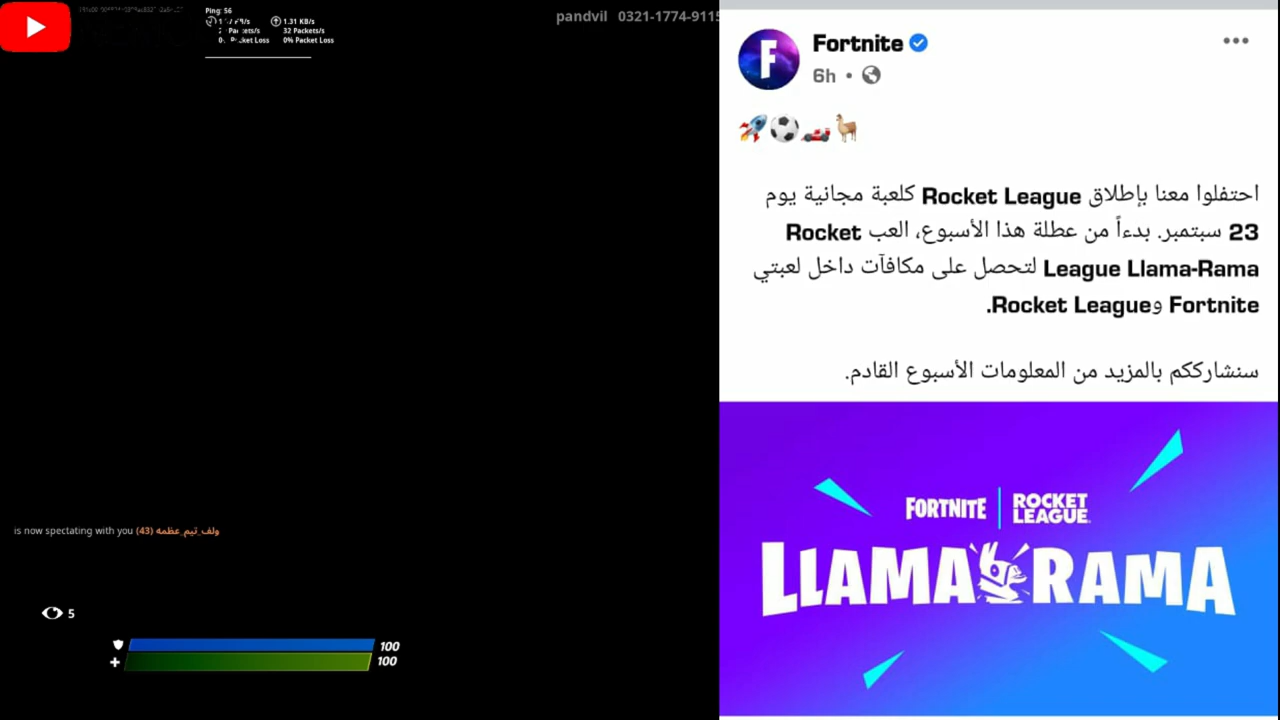 Ping: 56
1.31 KB/s
32 Packets/s
0% Packet Loss
pandvil 0321-1774-9115
is now spectating with you (43) ولف_تيم_عظمه
5
100
100
Fortnite
6h •
🚀⚽🏎️🦙
احتفلوا معنا بإطلاق Rocket League كلعبة مجانية يوم
23 سبتمبر. بدءاً من عطلة هذا الأسبوع، العب Rocket
League Llama-Rama لتحصل على مكافآت داخل لعبتي
Fortnite وRocket League.
سنشارككم بالمزيد من المعلومات الأسبوع القادم.
FORTNITE
ROCKET
LEAGUE
LLAMA RAMA